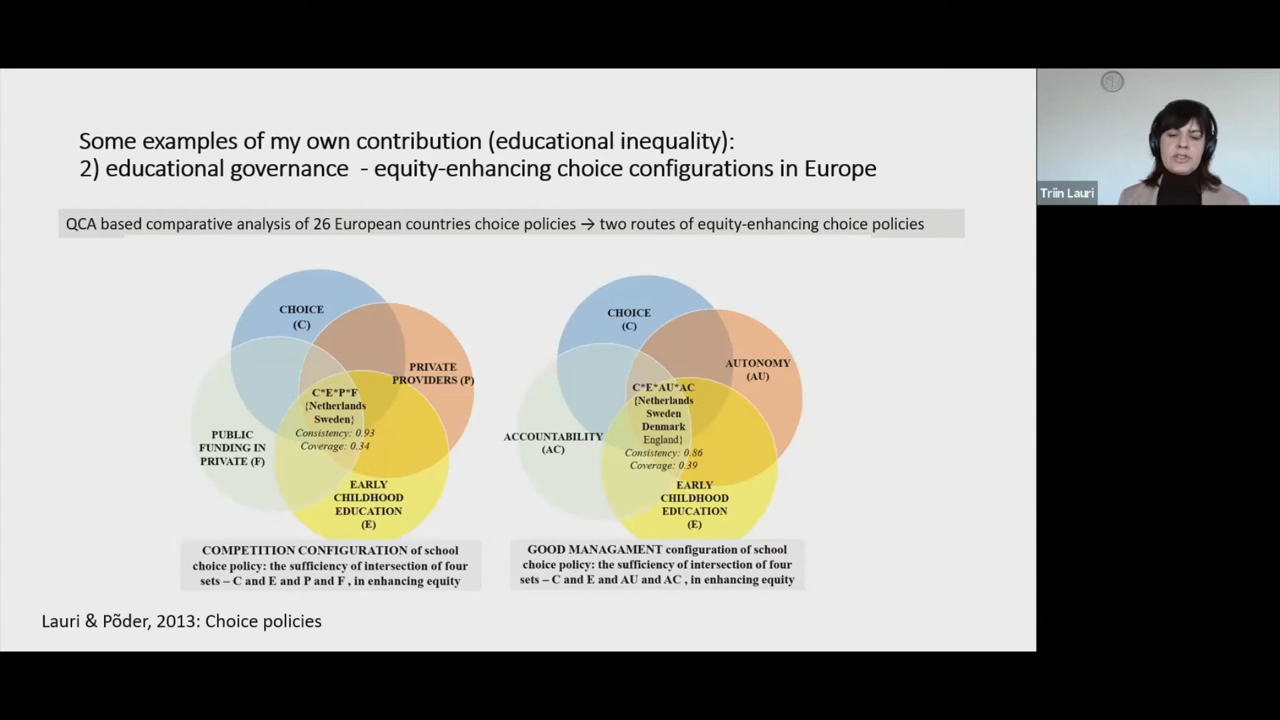 Some examples of my own contribution (educational inequality):
2) educational governance - equity-enhancing choice configurations in Europe
Triin Lauri
QCA based comparative analysis of 26 European countries choice policies → two routes of equity-enhancing choice policies
CHOICE
(C)
PRIVATE
PROVIDERS (P)
C*E*P*F
{Netherlands
Sweden}
Consistency: 0.93
Coverage: 0.34
PUBLIC
FUNDING IN
PRIVATE (F)
EARLY
CHILDHOOD
EDUCATION
(E)
COMPETITION CONFIGURATION of school
choice policy: the sufficiency of intersection of four
sets – C and E and P and F , in enhancing equity
CHOICE
(C)
AUTONOMY
(AU)
C*E*AU*AC
{Netherlands
Sweden
Denmark
England}
Consistency: 0.86
Coverage: 0.39
ACCOUNTABILITY
(AC)
EARLY
CHILDHOOD
EDUCATION
(E)
GOOD MANAGAMENT configuration of school
choice policy: the sufficiency of intersection of four
sets – C and E and AU and AC , in enhancing equity
Lauri & Põder, 2013: Choice policies